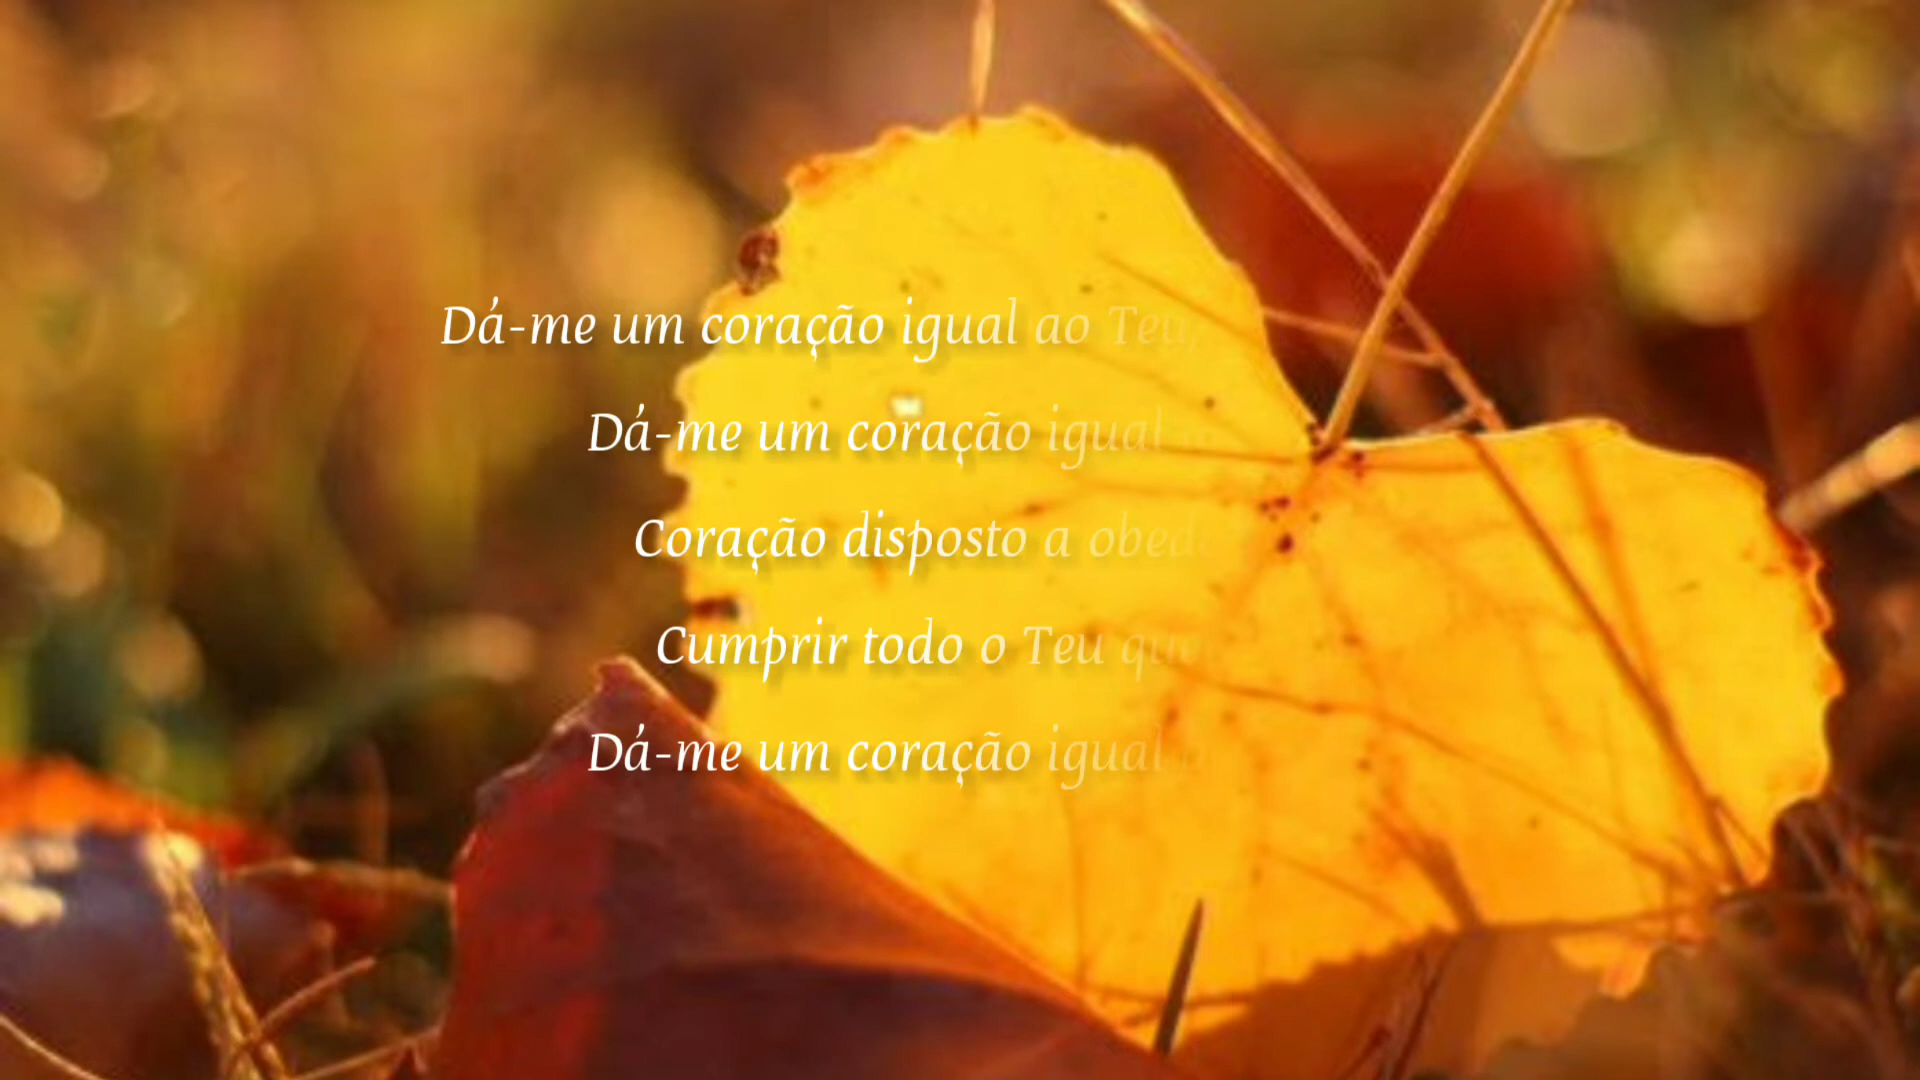 Dá-me um coração igual ao Teu,
Dá-me um coração igual
Coração disposto a
Cumprir todo o Teu
Dá-me um coração igual